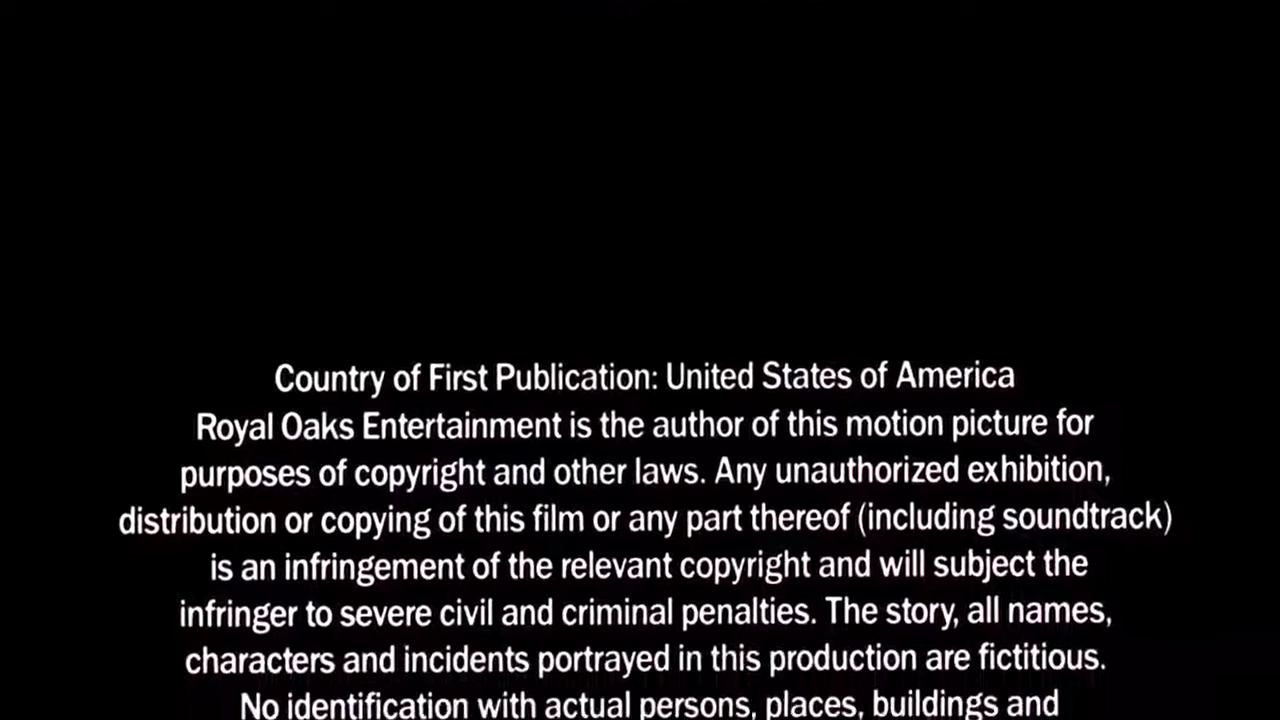 Country of First Publication: United States of America
Royal Oaks Entertainment is the author of this motion picture for
purposes of copyright and other laws. Any unauthorized exhibition,
distribution or copying of this film or any part thereof (including soundtrack)
is an infringement of the relevant copyright and will subject the
infringer to severe civil and criminal penalties. The story, all names,
characters and incidents portrayed in this production are fictitious.
No identification with actual persons, places, buildings and